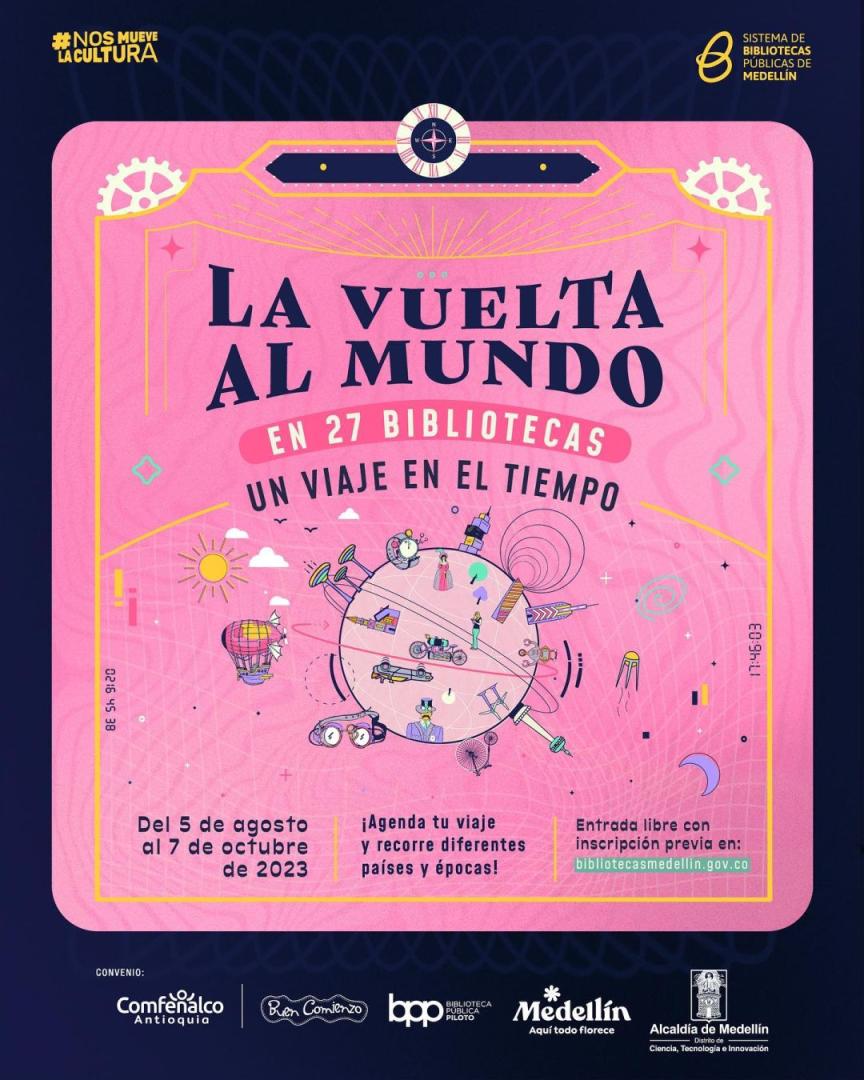 #NOS MUEVE
LA CULTURA
SISTEMA DE
BIBLIOTECAS
PÚBLICAS DE
MEDELLÍN
N
W E
S
LA VUELTA
AL MUNDO
EN 27 BIBLIOTECAS
UN VIAJE EN EL TIEMPO
Del 5 de agosto
al 7 de octubre
de 2023
¡Agenda tu viaje
y recorre diferentes
países y épocas!
Entrada libre con
inscripción previa en:
bibliotecasmedellin.gov.co
CONVENIO:
Comfenalco
Antioquia
Buen Comienzo
bpp BIBLIOTECA
PÚBLICA
PILOTO
Medellín
Aquí todo florece
Alcaldía de Medellín
Distrito de
Ciencia, Tecnología e Innovación